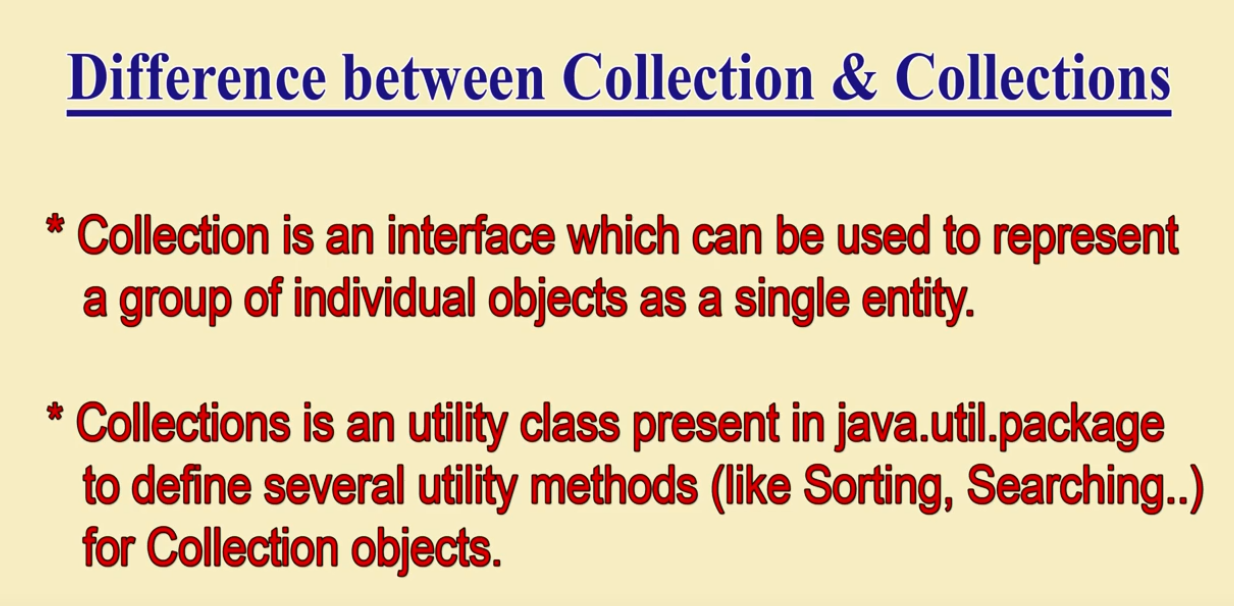 Difference between Collection & Collections
* Collection is an interface which can be used to represent
a group of individual objects as a single entity.
* Collections is an utility class present in java.util.package
to define several utility methods (like Sorting, Searching..)
for Collection objects.